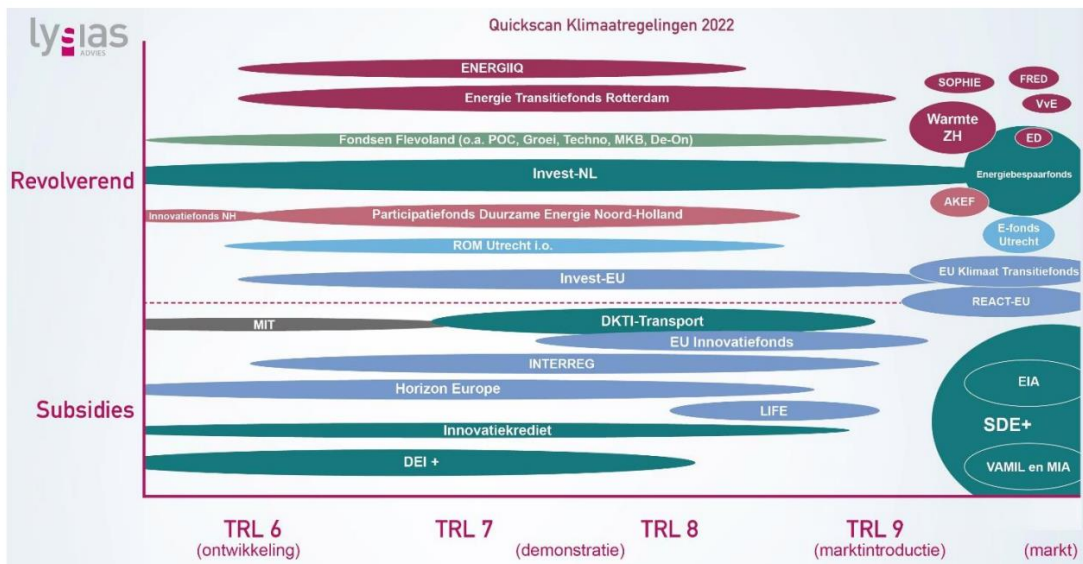 lysias
ADVIES
Quickscan Klimaatregelingen 2022
ENERGIIQ
SOPHIE
FRED
Energie Transitiefonds Rotterdam
VvE
Warmte
ZH
Fondsen Flevoland (o.a. POC, Groei, Techno, MKB, De-On)
ED
Revolverend
Invest-NL
Energiebespaarfonds
AKEF
Innovatiefonds NH
Participatiefonds Duurzame Energie Noord-Holland
E-fonds
Utrecht
ROM Utrecht i.o.
Invest-EU
EU Klimaat Transitiefonds
REACT-EU
MIT
DKTI-Transport
EU Innovatiefonds
INTERREG
EIA
Horizon Europe
Subsidies
LIFE
SDE+
Innovatiekrediet
DEI +
VAMIL en MIA
TRL 6
TRL 7
TRL 8
TRL 9
(ontwikkeling)
(demonstratie)
(marktintroductie)
(markt)